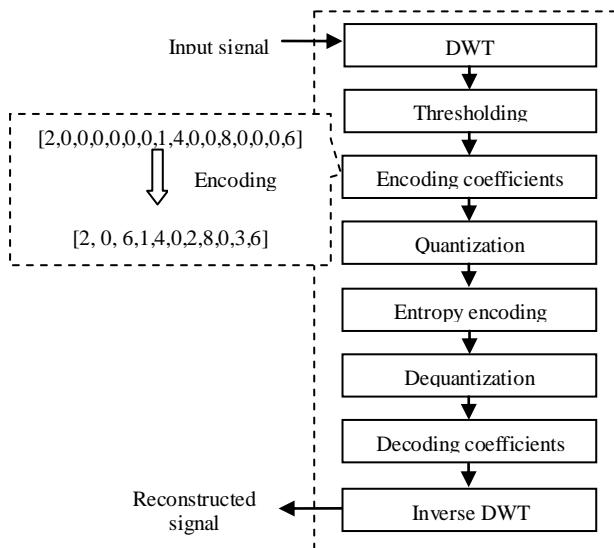 Input signal
DWT
Thresholding
[2,0,0,0,0,0,0,1,4,0,0,8,0,0,0,6]
Encoding
Encoding coefficients
[2, 0, 6,1,4,0,2,8,0,3,6]
Quantization
Entropy encoding
Dequantization
Decoding coefficients
Reconstructed
signal
Inverse DWT